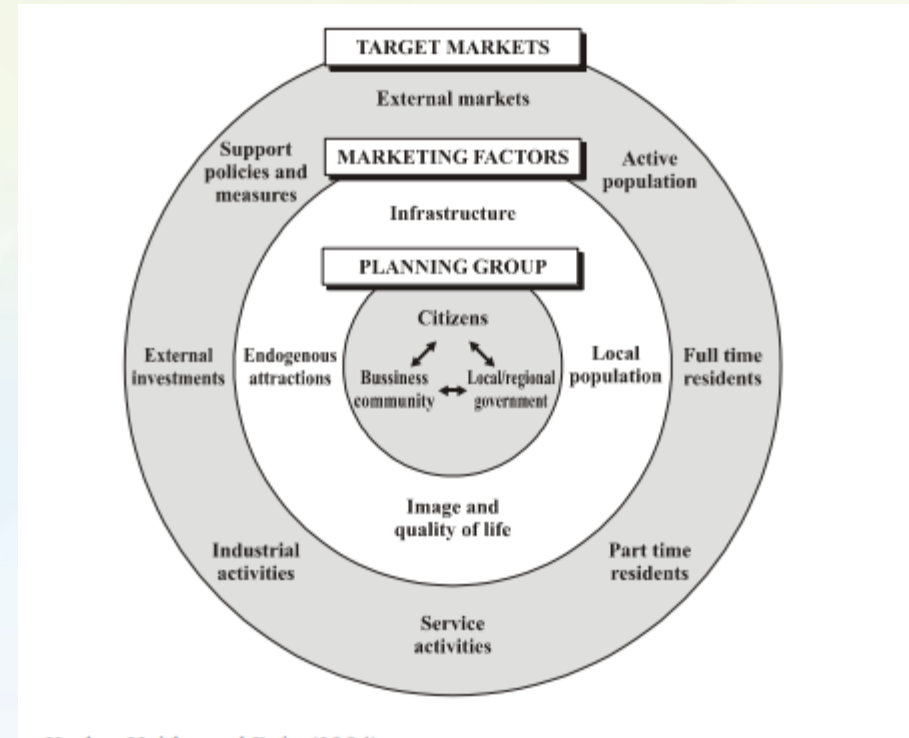 TARGET MARKETS
External markets
Support
policies and
measures
MARKETING FACTORS
Active
population
Infrastructure
PLANNING GROUP
Citizens
External
investments
Endogenous
attractions
Bussiness
community
Local/regional
government
Local
population
Full time
residents
Image and
quality of life
Industrial
activities
Part time
residents
Service
activities